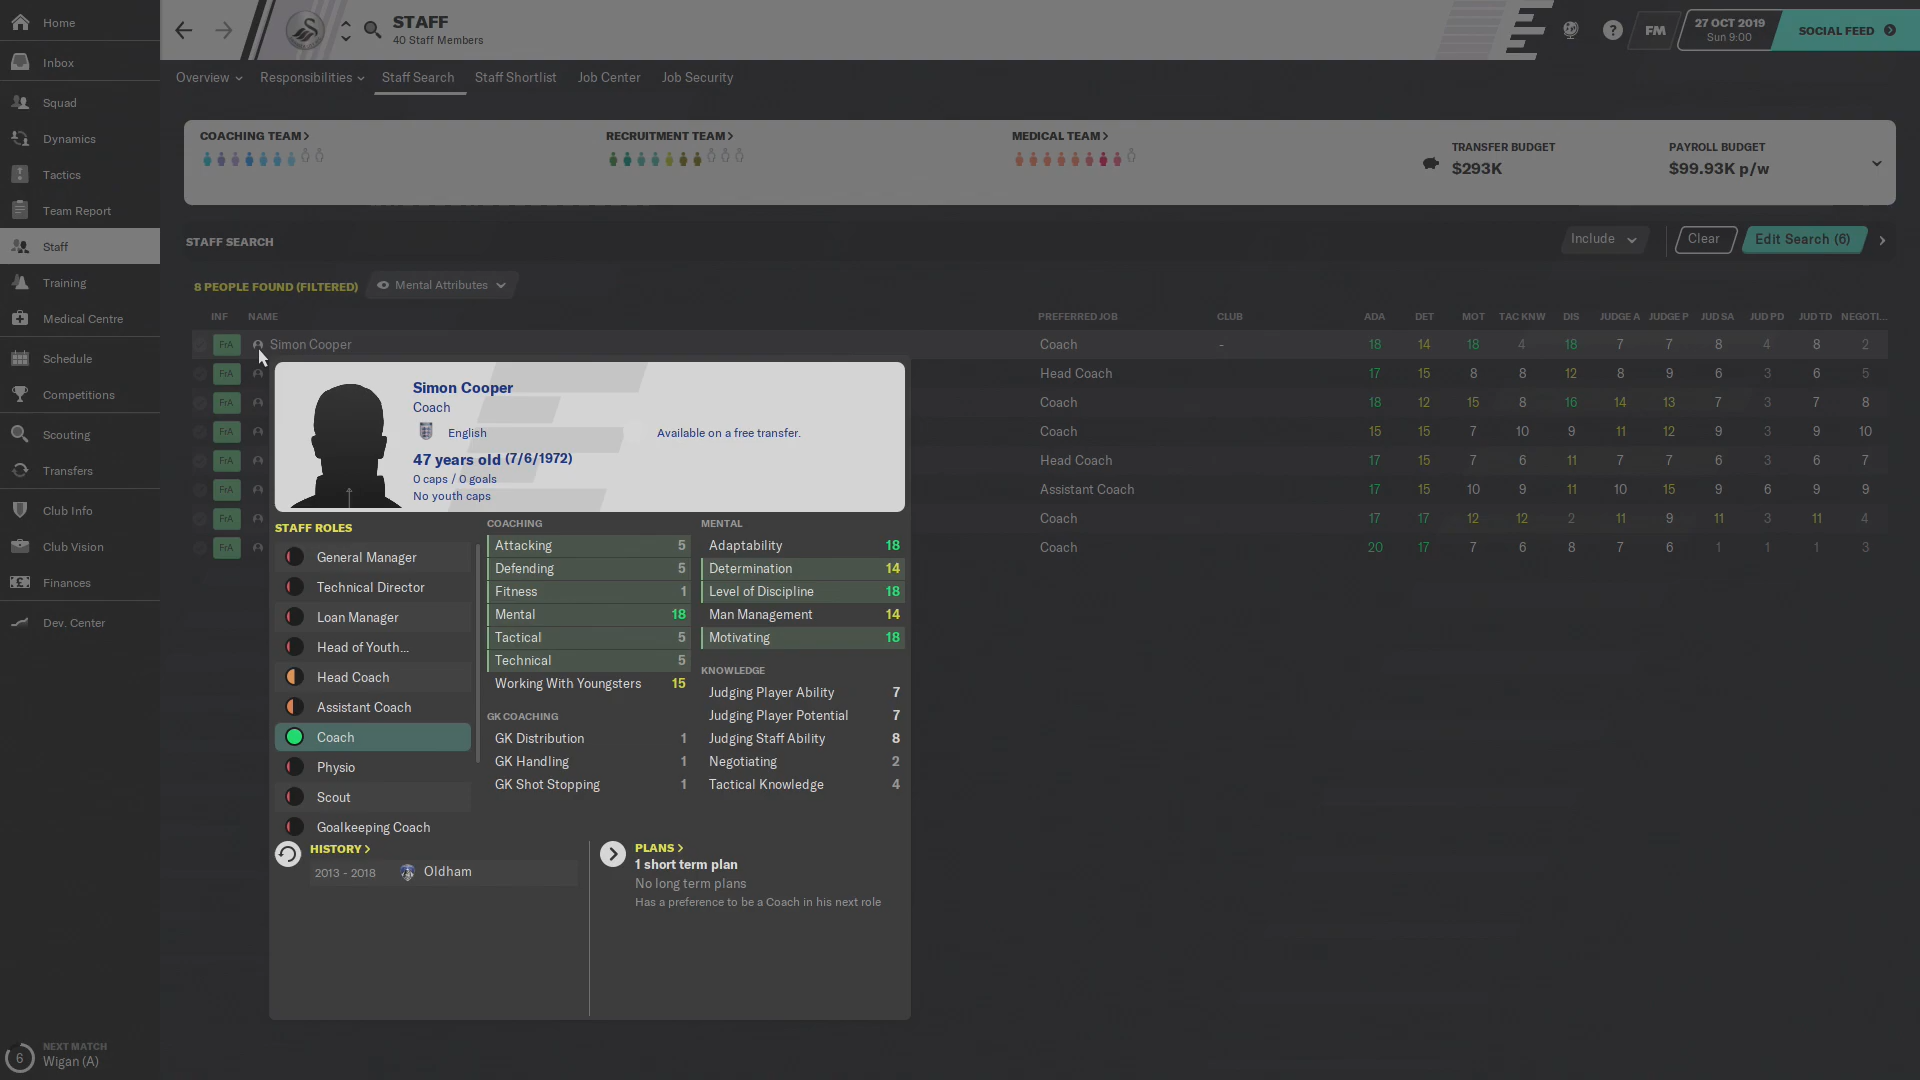 Home
Inbox
Squad
Dynamics
Tactics
Team Report
Staff
Training
Medical Centre
Schedule
Competitions
Scouting
Transfers
Club Info
Club Vision
Finances
Dev. Center
6
NEXT MATCH
Wigan (A)
STAFF
40 Staff Members
?
FM
27 OCT 2019
Sun 9:00
SOCIAL FEED
Overview Responsibilities Staff Search Staff Shortlist Job Center Job Security
COACHING TEAM>
RECRUITMENT TEAM>
MEDICAL TEAM>
TRANSFER BUDGET
$293K
PAYROLL BUDGET
$99.93K p/w
STAFF SEARCH
Include
Clear
Edit Search (6)
8 PEOPLE FOUND (FILTERED)
Mental Attributes
INF NAME PREFERRED JOB CLUB ADA DET MOT TAC KNW DIS JUDGE A JUDGE P JUD SA JUD PD JUD TD NEGOTI...
FrA Simon Cooper Coach - 18 14 18 4 18 7 7 8 4 8 2
FrA Head Coach 17 15 8 8 12 8 9 6 3 6 5
FrA Coach 18 12 15 8 16 14 13 7 3 7 8
FrA Coach 15 15 7 10 9 11 12 9 3 9 10
FrA Head Coach 17 15 7 6 11 7 7 6 3 6 7
FrA Assistant Coach 17 15 10 9 11 10 15 9 6 9 9
FrA Coach 17 17 12 12 2 11 9 11 3 11 4
FrA Coach 20 17 7 6 8 7 6 1 1 1 3
Simon Cooper
Coach
English
Available on a free transfer.
47 years old (7/6/1972)
0 caps / 0 goals
No youth caps
STAFF ROLES
General Manager
Technical Director
Loan Manager
Head of Youth...
Head Coach
Assistant Coach
Coach
Physio
Scout
Goalkeeping Coach
COACHING
Attacking 5
Defending 5
Fitness 1
Mental 18
Tactical 5
Technical 5
Working With Youngsters 15
GK COACHING
GK Distribution 1
GK Handling 1
GK Shot Stopping 1
MENTAL
Adaptability 18
Determination 14
Level of Discipline 18
Man Management 14
Motivating 18
KNOWLEDGE
Judging Player Ability 7
Judging Player Potential 7
Judging Staff Ability 8
Negotiating 2
Tactical Knowledge 4
HISTORY >
2013 - 2018 Oldham
PLANS >
1 short term plan
No long term plans
Has a preference to be a Coach in his next role